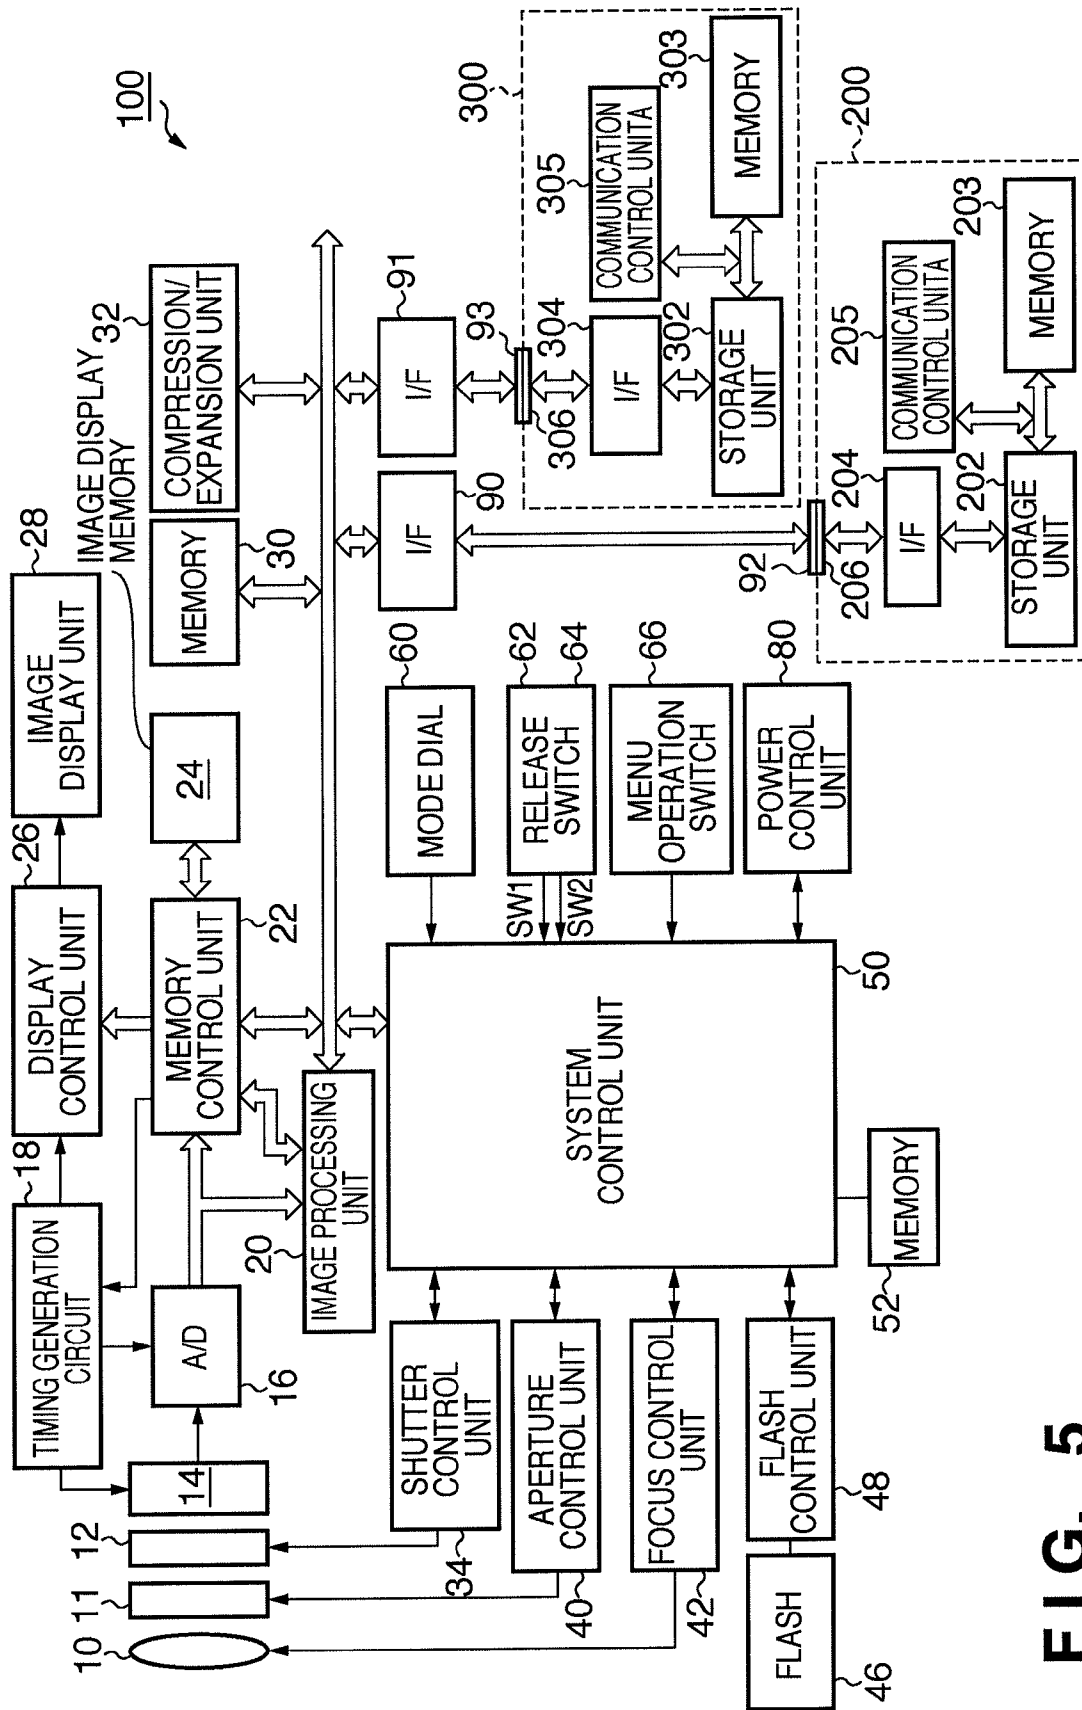 100
10
11
12
14
TIMING GENERATION
CIRCUIT
18
A/D
16
DISPLAY
CONTROL UNIT
26
IMAGE
DISPLAY UNIT
28
MEMORY
CONTROL UNIT
22
24
IMAGE DISPLAY
MEMORY
MEMORY
30
COMPRESSION/
EXPANSION UNIT
32
20
IMAGE PROCESSING
UNIT
I/F
90
I/F
91
93
306
300
I/F
304
COMMUNICATION
CONTROL UNITA
305
STORAGE
UNIT
302
MEMORY
303
92
206
200
I/F
204
COMMUNICATION
CONTROL UNITA
205
STORAGE
UNIT
202
MEMORY
203
SHUTTER
CONTROL
UNIT
34
APERTURE
CONTROL UNIT
40
FOCUS CONTROL
UNIT
42
FLASH
CONTROL UNIT
48
FLASH
46
SYSTEM
CONTROL UNIT
50
MEMORY
52
MODE DIAL
60
SW1
SW2
RELEASE
SWITCH
62
64
MENU
OPERATION
SWITCH
66
POWER
CONTROL
UNIT
80
FIG. 5